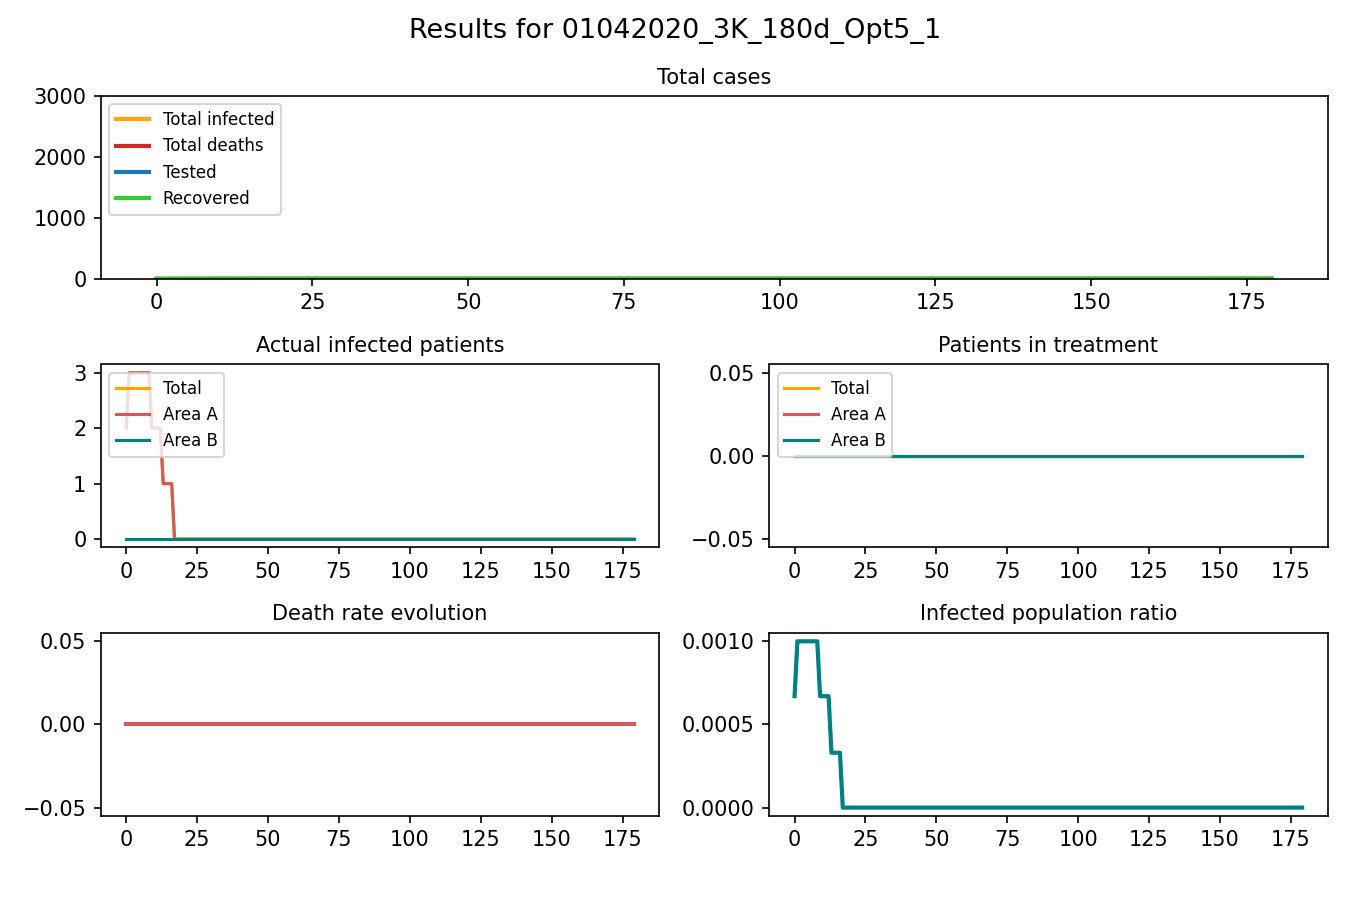 Results for 01042020_3K_180d_Opt5_1
Total cases
3000
2000
1000
0
Total infected
Total deaths
Tested
Recovered
0 25 50 75 100 125 150 175
Actual infected patients
3
2
1
0
Total
Area A
Area B
0 25 50 75 100 125 150 175
Patients in treatment
0.05
0.00
−0.05
Total
Area A
Area B
0 25 50 75 100 125 150 175
Death rate evolution
0.05
0.00
−0.05
0 25 50 75 100 125 150 175
Infected population ratio
0.0010
0.0005
0.0000
0 25 50 75 100 125 150 175